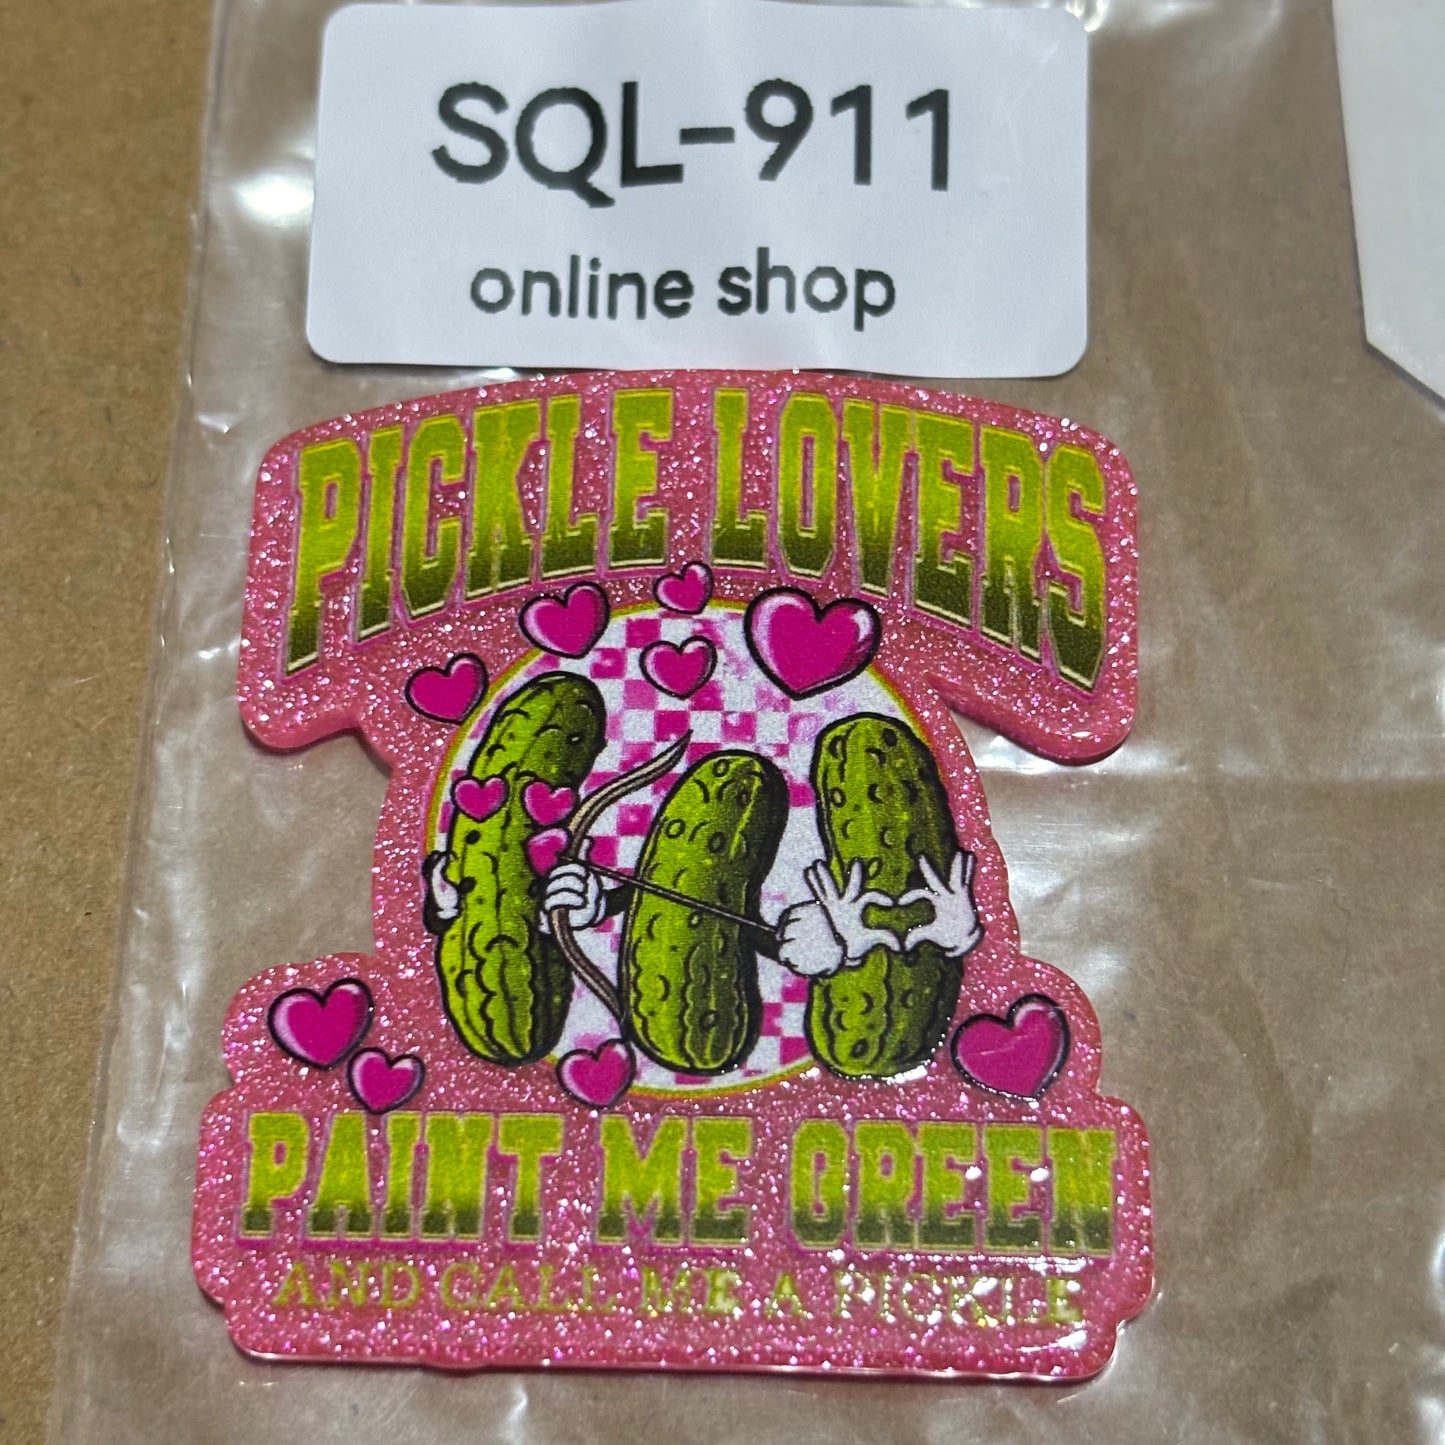 SQL-911
online shop
PICKLE LOVERS
PAINT ME GREEN
AND CALL ME A PICKLE